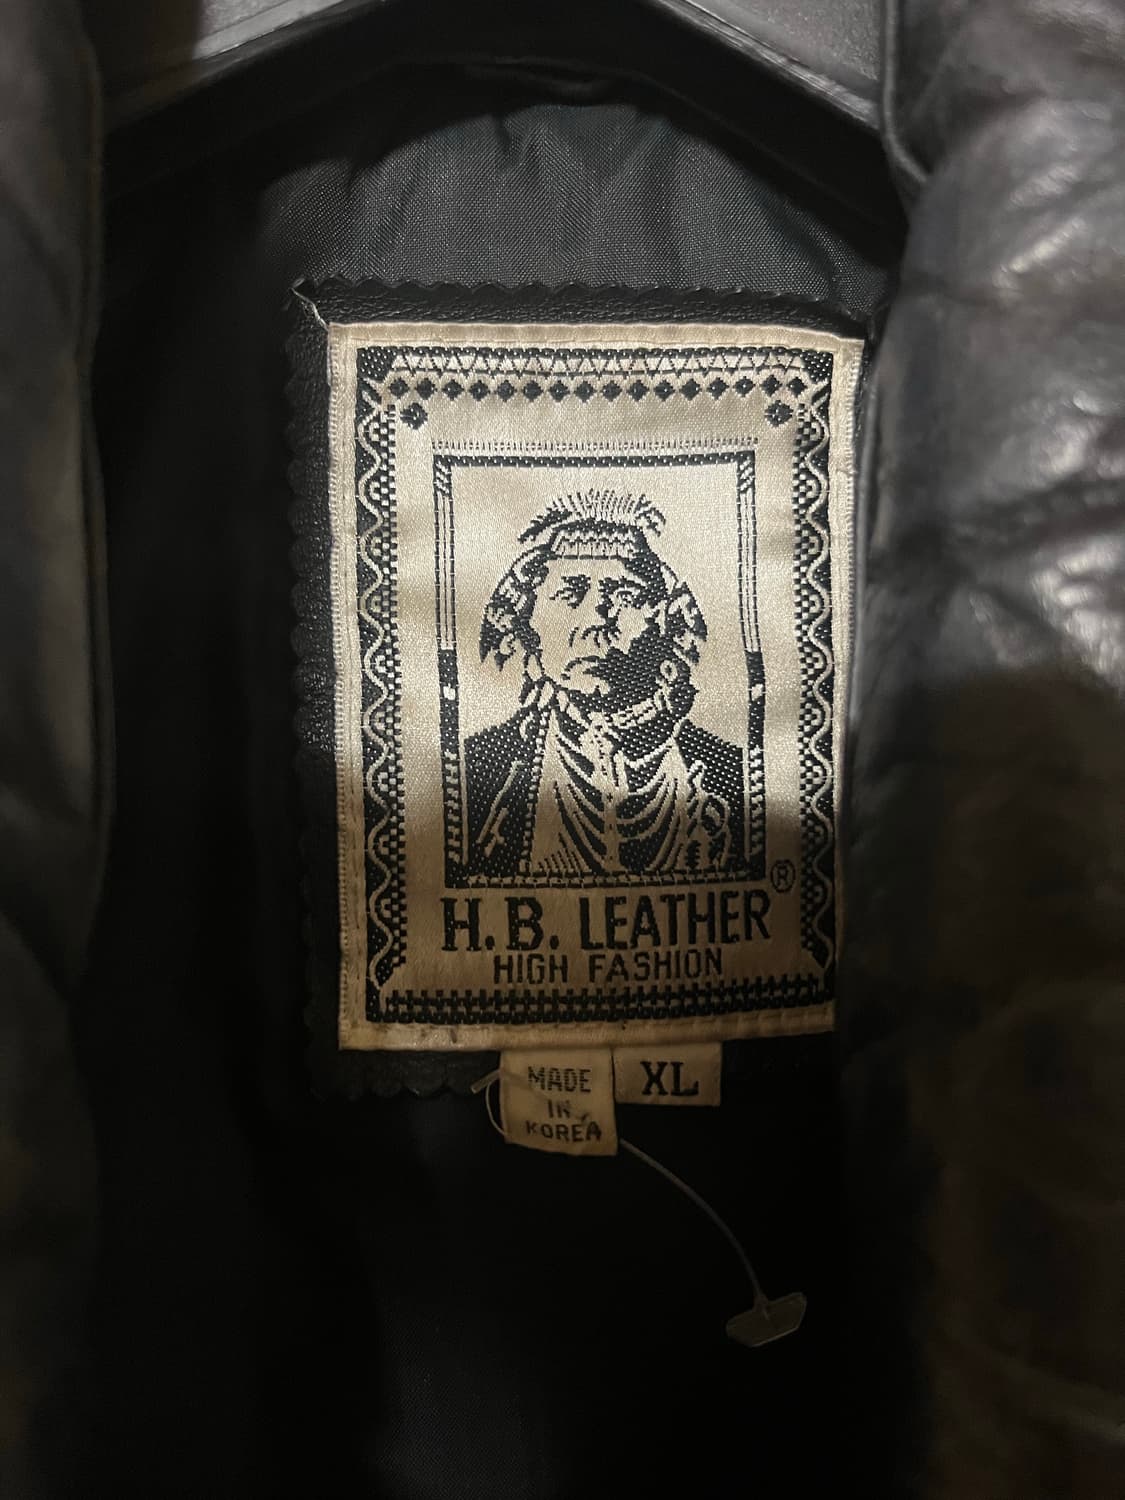 ®
H.B. LEATHER
HIGH FASHION
MADE
IN
KOREA
XL